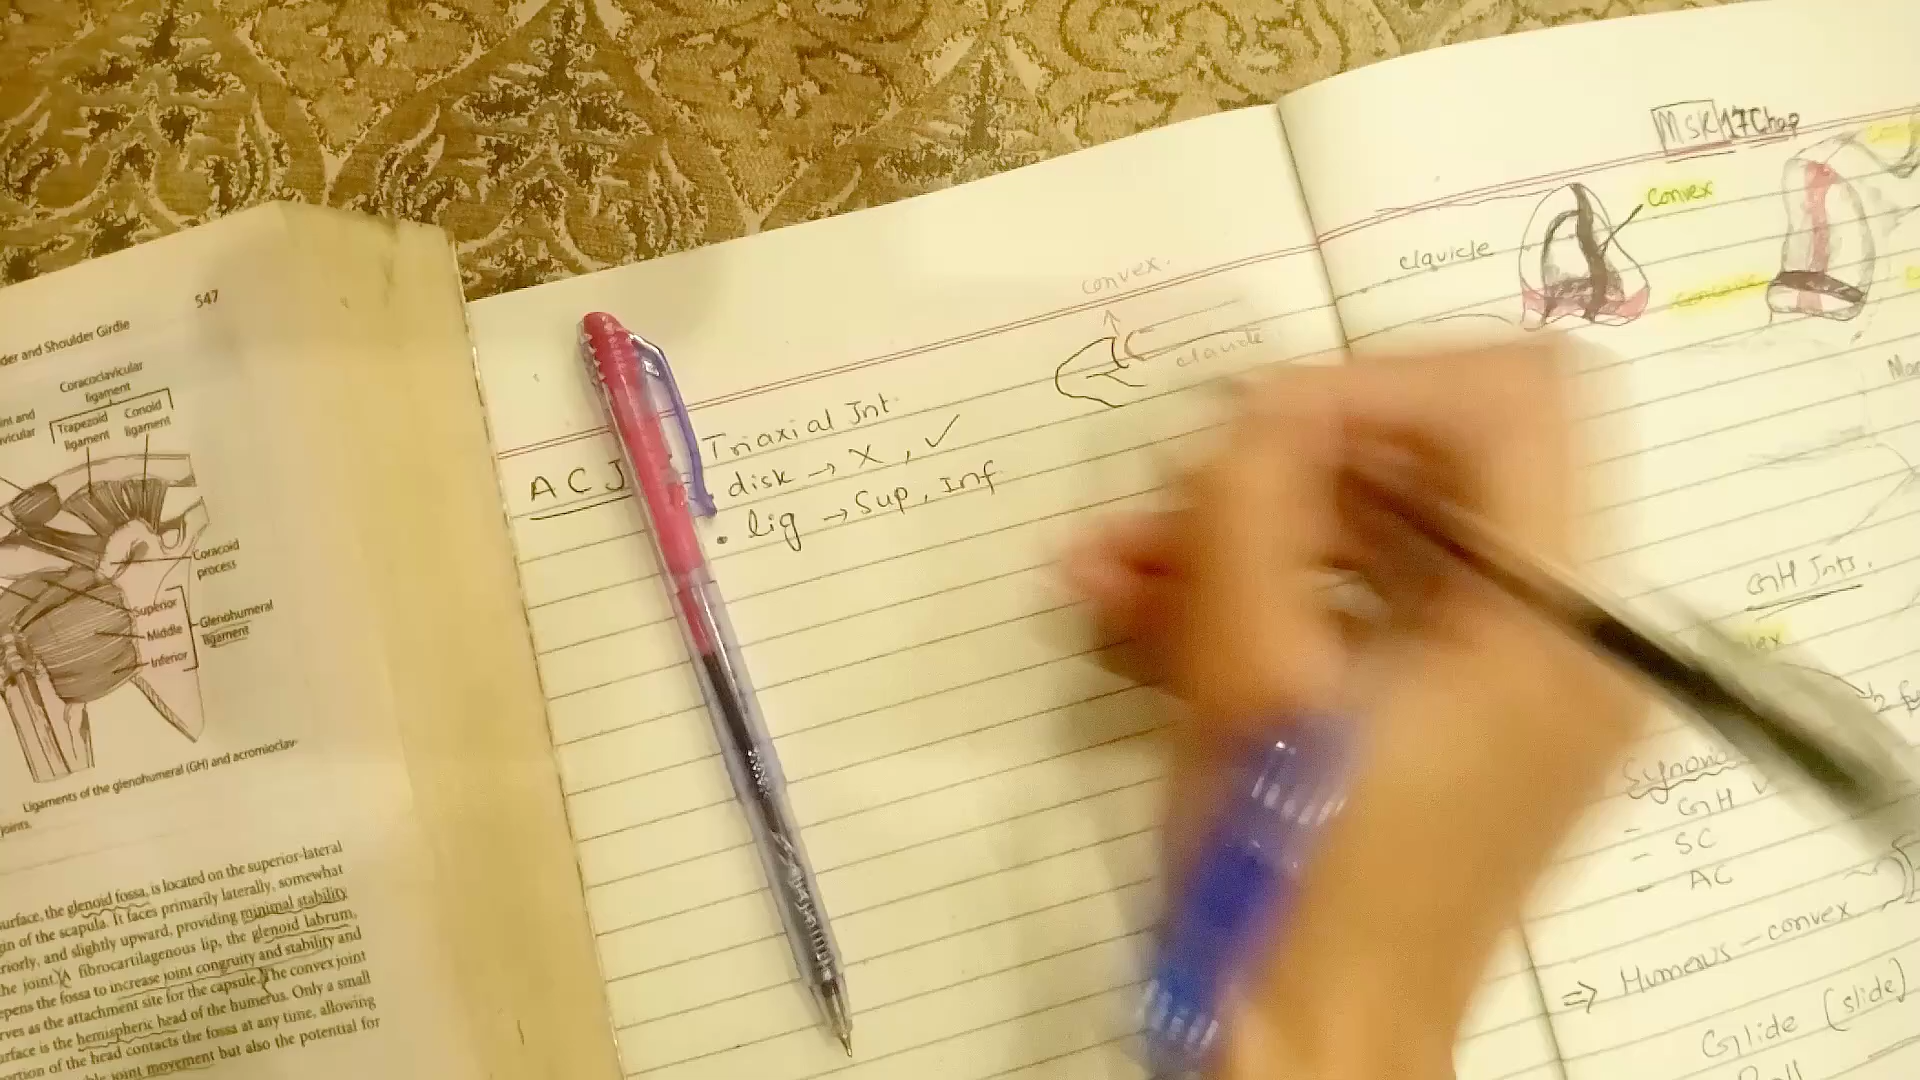 547
der and Shoulder Girdle
Coracoclavicular
ligament
Trapezoid
ligament
Conoid
ligament
int and
Coracoid
process
Superior
Middle
Inferior
Glenohumeral
ligament
Ligaments of the glenohumeral (GH) and acromioclav-
joints.
surface, the glenoid fossa, is located on the superior-lateral
gin of the scapula. It faces primarily laterally, somewhat
riorly, and slightly upward, providing minimal stability
the joint. A fibrocartilagenous lip, the glenoid labrum,
epens the fossa to increase joint congruity and stability and
rves as the attachment site for the capsule. The convex joint
urface is the hemispheric head of the humerus. Only a small
ortion of the head contacts the fossa at any time, allowing
joint movement but also the potential for
convex.
ACJ
Triaxial Jnt.
. disk → X, ✓
. lig → Sup, Inf
MSK 17 Chap
clavicle
Convex
concave
GH Jnts.
- GH ✓
- SC
- AC
⇒ Humerus - convex
Glide (slide)